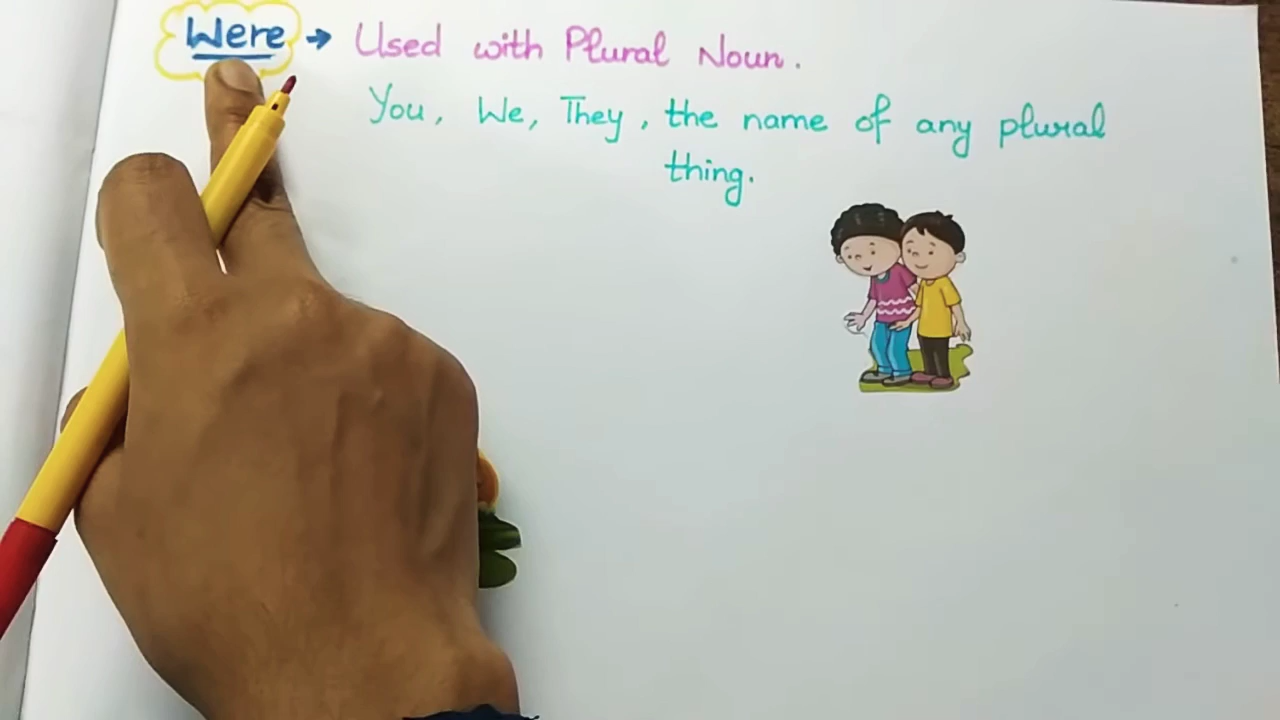 Were → Used with Plural Noun.
You, We, They, the name of any plural
thing.